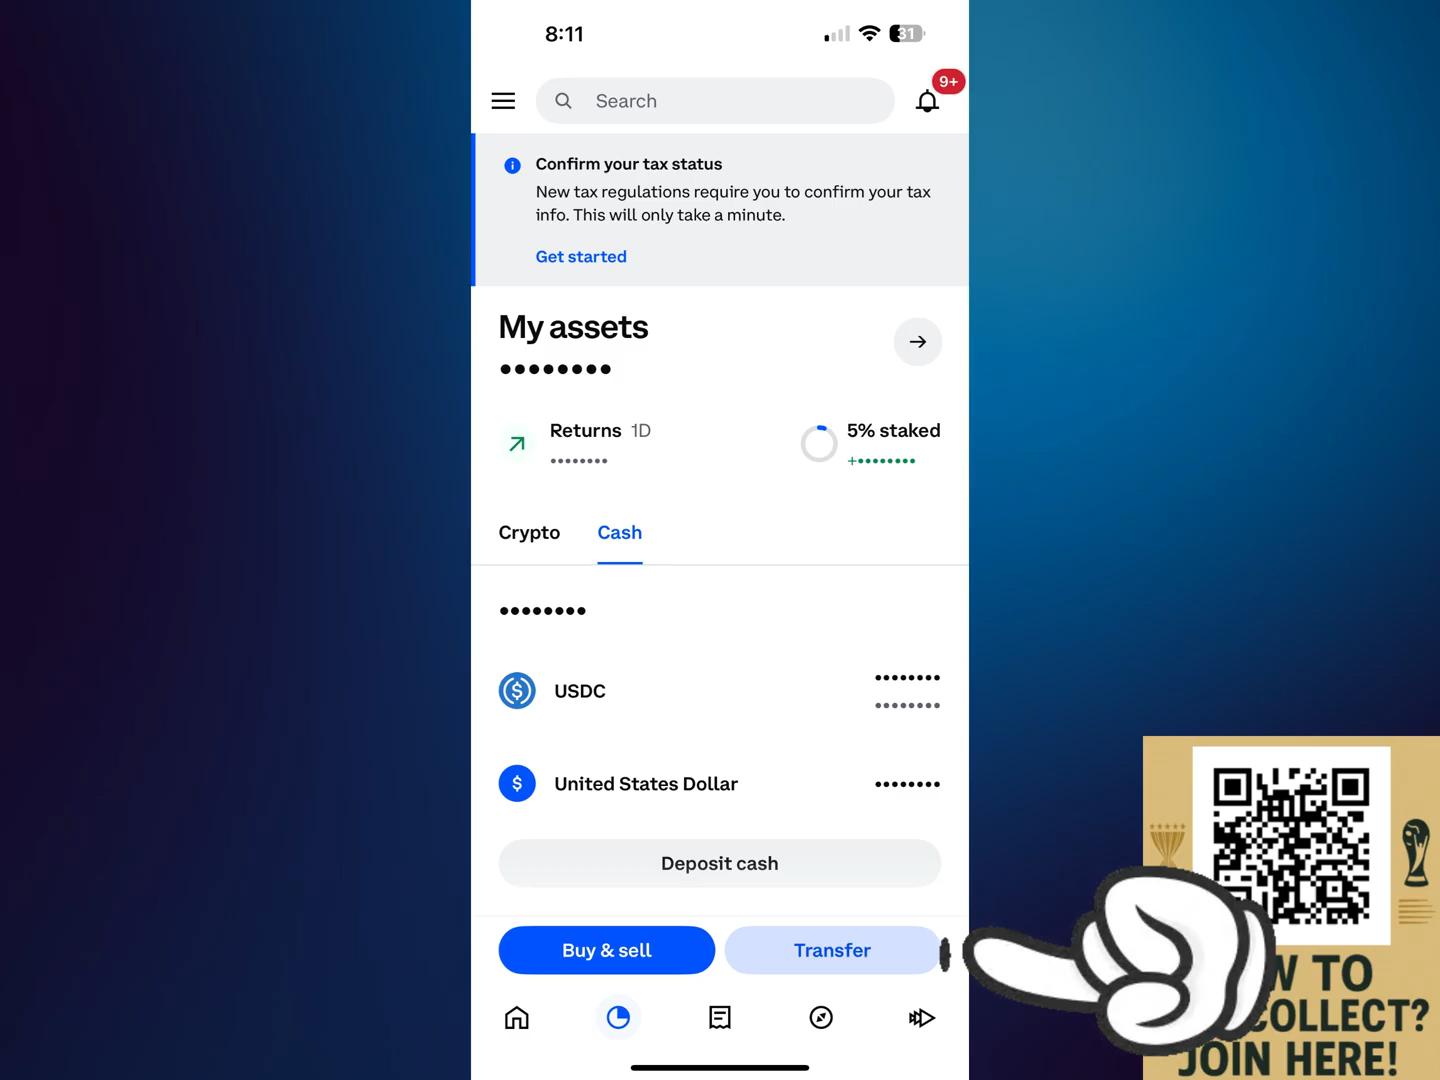 8:11
31
9+
Search
Confirm your tax status
New tax regulations require you to confirm your tax
info. This will only take a minute.
Get started
My assets
••••••••
Returns 1D
••••••••
5% staked
+••••••••
Crypto
Cash
••••••••
USDC
••••••••
••••••••
United States Dollar
••••••••
Deposit cash
Buy & sell
Transfer
TO
COLLECT?
JOIN HERE!